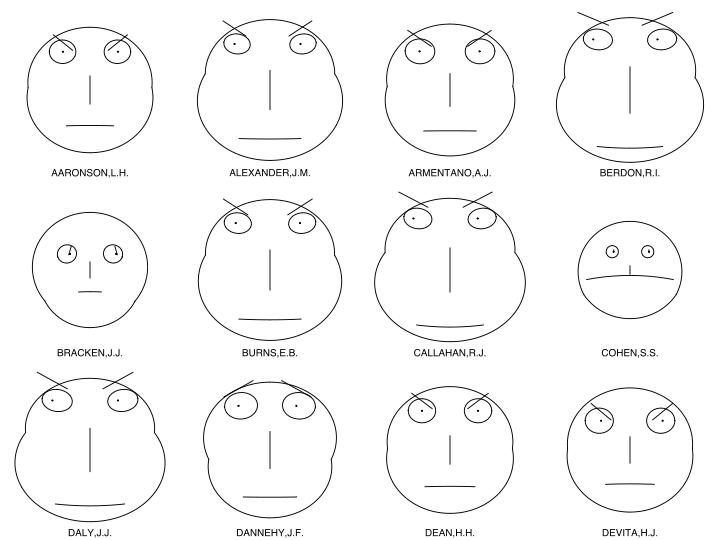 AARONSON,L.H.
ALEXANDER,J.M.
ARMENTANO,A.J.
BERDON,R.I.
BRACKEN,J.J.
BURNS,E.B.
CALLAHAN,R.J.
COHEN,S.S.
DALY,J.J.
DANNEHY,J.F.
DEAN,H.H.
DEVITA,H.J.